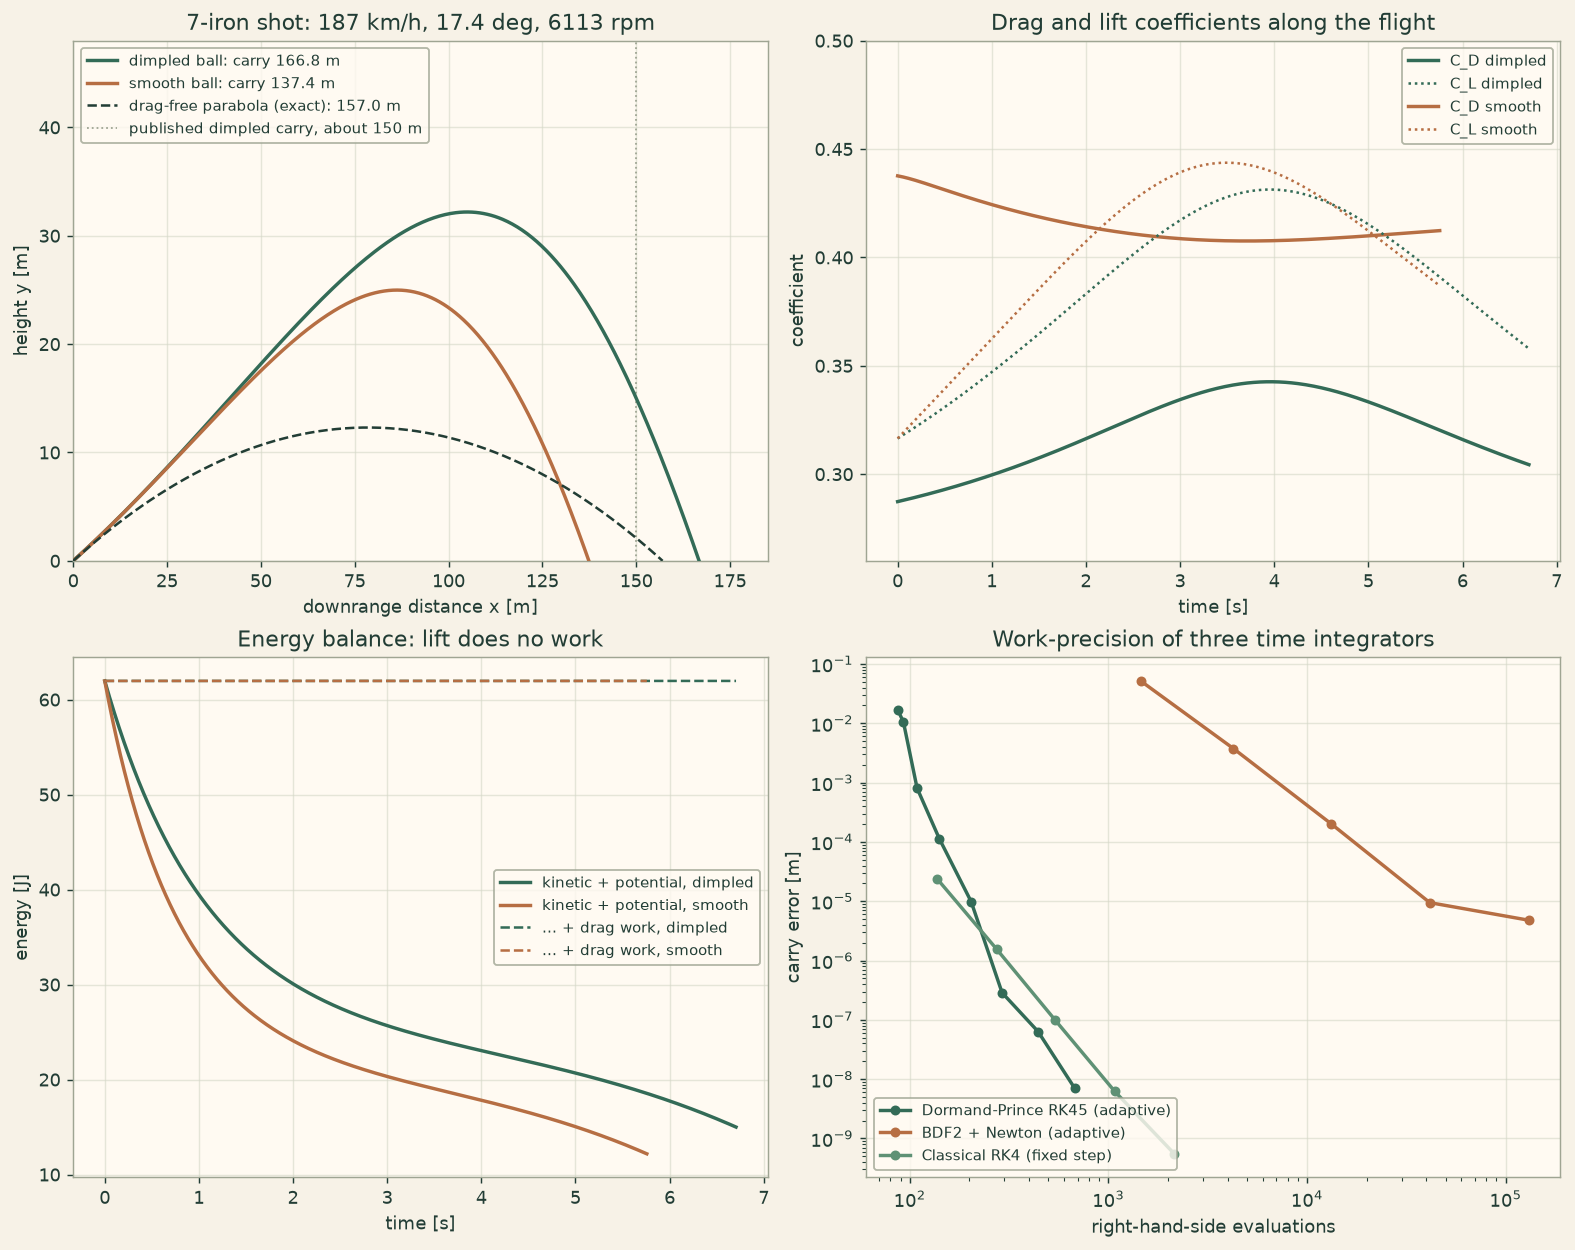 7-iron shot: 187 km/h, 17.4 deg, 6113 rpm
dimpled ball: carry 166.8 m
smooth ball: carry 137.4 m
drag-free parabola (exact): 157.0 m
published dimpled carry, about 150 m
40
30
20
10
0
height y [m]
0 25 50 75 100 125 150 175
downrange distance x [m]
Drag and lift coefficients along the flight
C_D dimpled
C_L dimpled
C_D smooth
C_L smooth
0.50
0.45
0.40
0.35
0.30
coefficient
0 1 2 3 4 5 6 7
time [s]
Energy balance: lift does no work
kinetic + potential, dimpled
kinetic + potential, smooth
... + drag work, dimpled
... + drag work, smooth
60
50
40
30
20
10
energy [J]
0 1 2 3 4 5 6 7
time [s]
Work-precision of three time integrators
10⁻¹
10⁻²
10⁻³
10⁻⁴
10⁻⁵
10⁻⁶
10⁻⁷
10⁻⁸
10⁻⁹
carry error [m]
Dormand-Prince RK45 (adaptive)
BDF2 + Newton (adaptive)
Classical RK4 (fixed step)
10² 10³ 10⁴ 10⁵
right-hand-side evaluations